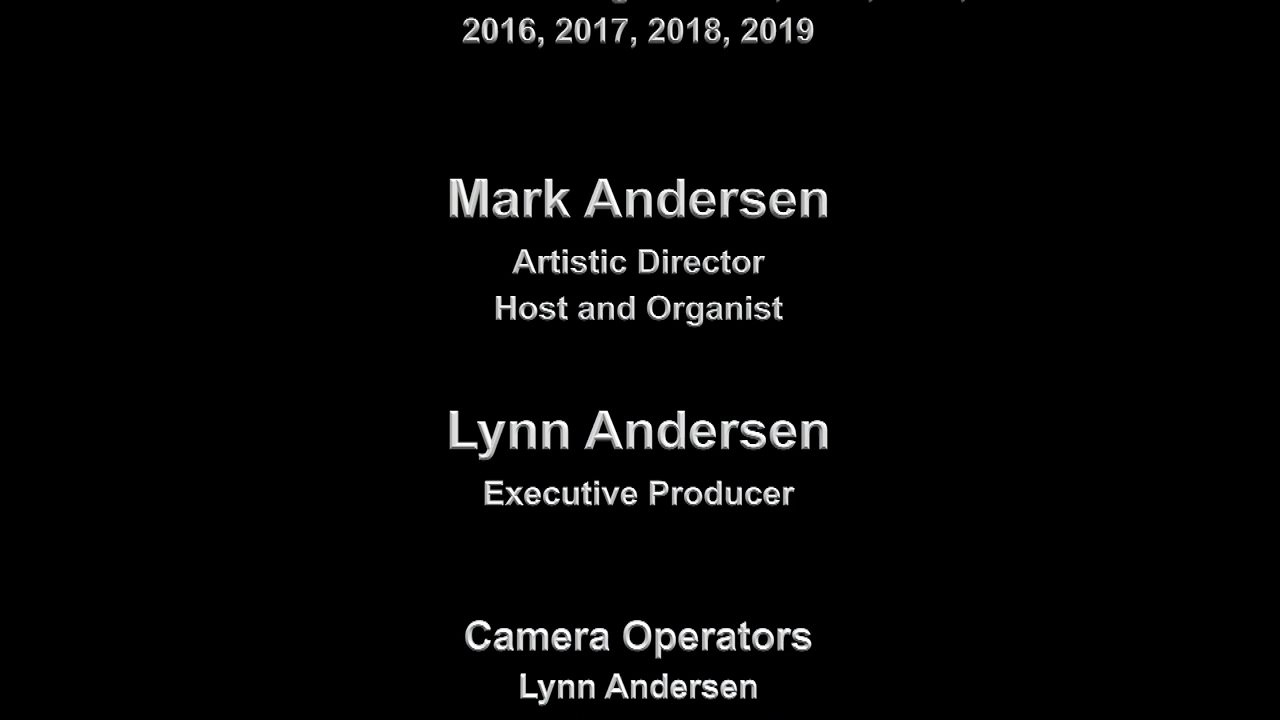 2016, 2017, 2018, 2019
Mark Andersen
Artistic Director
Host and Organist
Lynn Andersen
Executive Producer
Camera Operators
Lynn Andersen